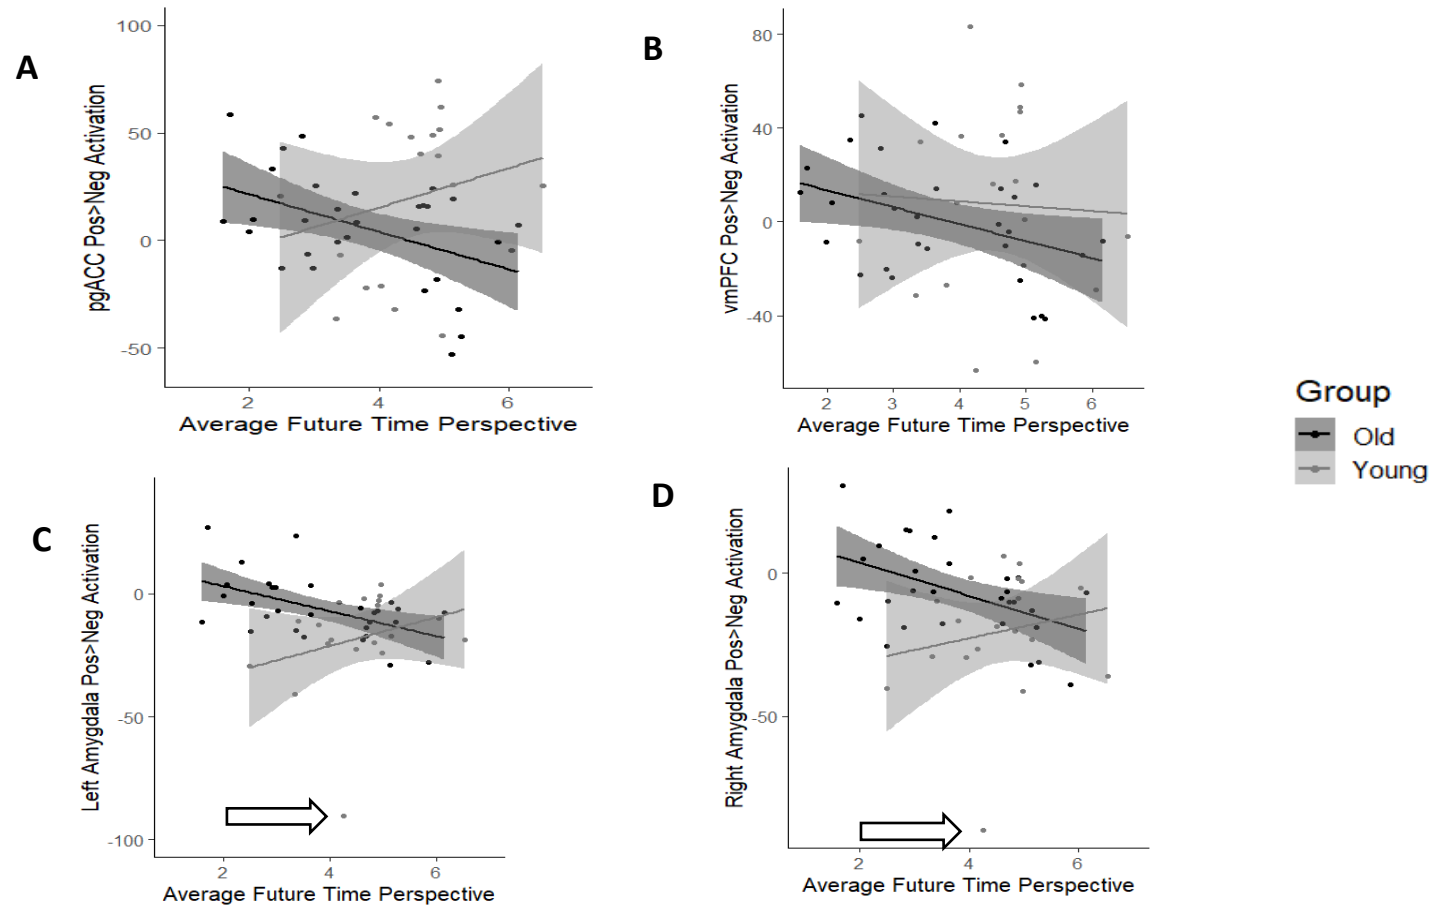 A
pgACC Pos>Neg Activation
100
50
0
-50
2 4 6
Average Future Time Perspective
B
vmPFC Pos>Neg Activation
80
40
0
-40
2 3 4 5 6
Average Future Time Perspective
Group
Old
Young
C
Left Amygdala Pos>Neg Activation
0
-50
-100
2 4 6
Average Future Time Perspective
D
Right Amygdala Pos>Neg Activation
0
-50
2 4 6
Average Future Time Perspective